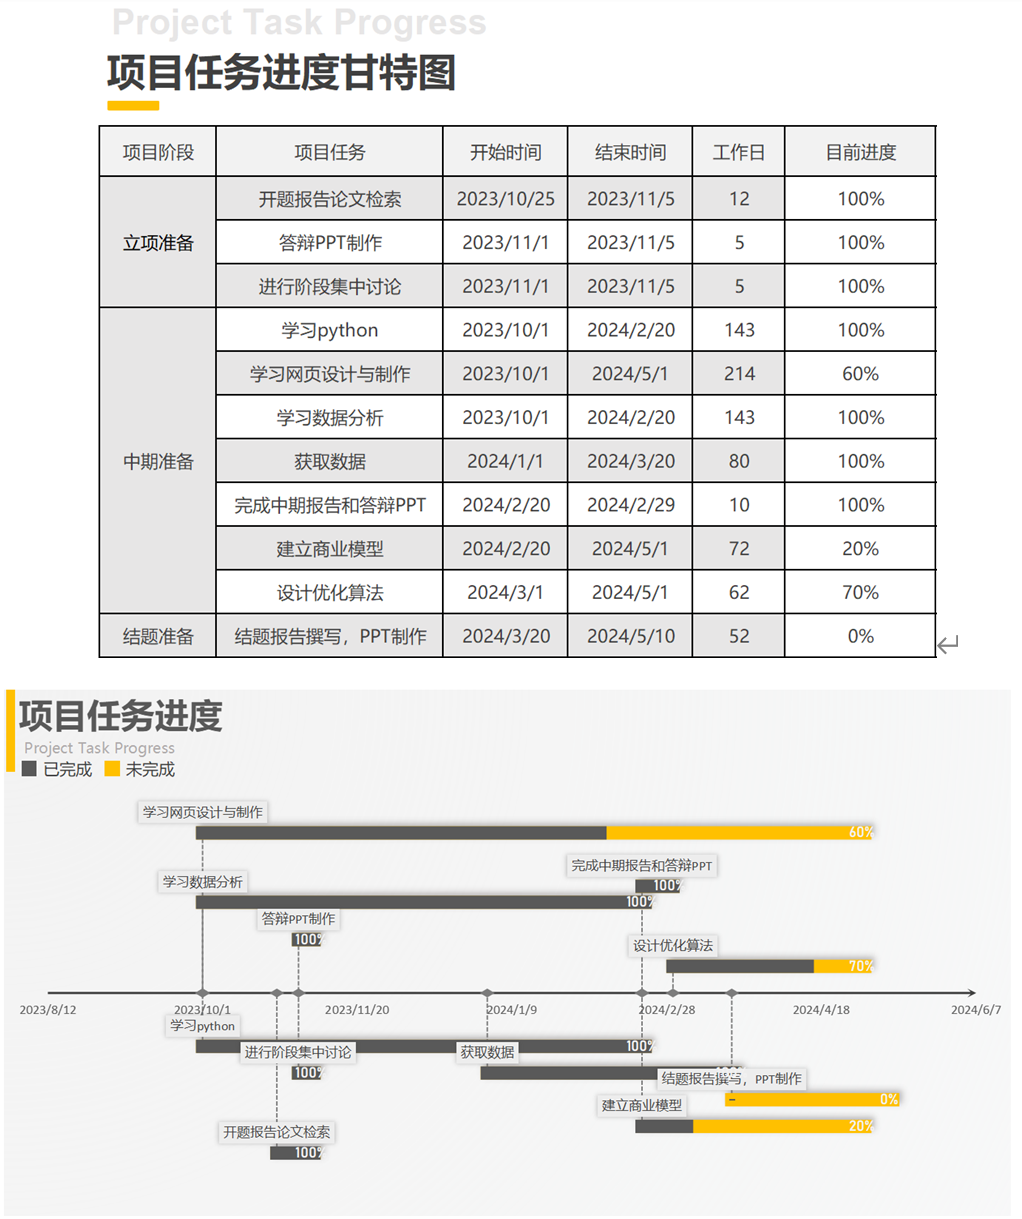 Project Task Progress
项目任务进度甘特图
项目阶段 项目任务 开始时间 结束时间 工作日 目前进度
立项准备 开题报告论文检索 2023/10/25 2023/11/5 12 100%
答辩PPT制作 2023/11/1 2023/11/5 5 100%
进行阶段集中讨论 2023/11/1 2023/11/5 5 100%
中期准备 学习python 2023/10/1 2024/2/20 143 100%
学习网页设计与制作 2023/10/1 2024/5/1 214 60%
学习数据分析 2023/10/1 2024/2/20 143 100%
获取数据 2024/1/1 2024/3/20 80 100%
完成中期报告和答辩PPT 2024/2/20 2024/2/29 10 100%
建立商业模型 2024/2/20 2024/5/1 72 20%
设计优化算法 2024/3/1 2024/5/1 62 70%
结题准备 结题报告撰写，PPT制作 2024/3/20 2024/5/10 52 0%
项目任务进度
Project Task Progress
已完成 未完成
学习网页设计与制作
60%
完成中期报告和答辩PPT
学习数据分析
100%
100%
答辩PPT制作
100%
设计优化算法
70%
2023/8/12 2023/10/1 2023/11/20 2024/1/9 2024/2/28 2024/4/18 2024/6/7
学习python
100%
进行阶段集中讨论 获取数据
100%
结题报告撰写，PPT制作
0%
建立商业模型
20%
开题报告论文检索
100%